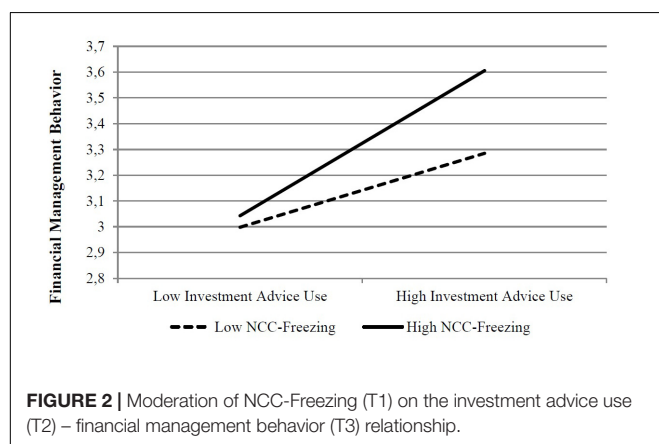 3,7
3,6
3,5
3,4
3,3
3,2
3,1
3
2,9
2,8
Financial Management Behavior
Low Investment Advice Use High Investment Advice Use
Low NCC-Freezing High NCC-Freezing
FIGURE 2 | Moderation of NCC-Freezing (T1) on the investment advice use
(T2) – financial management behavior (T3) relationship.